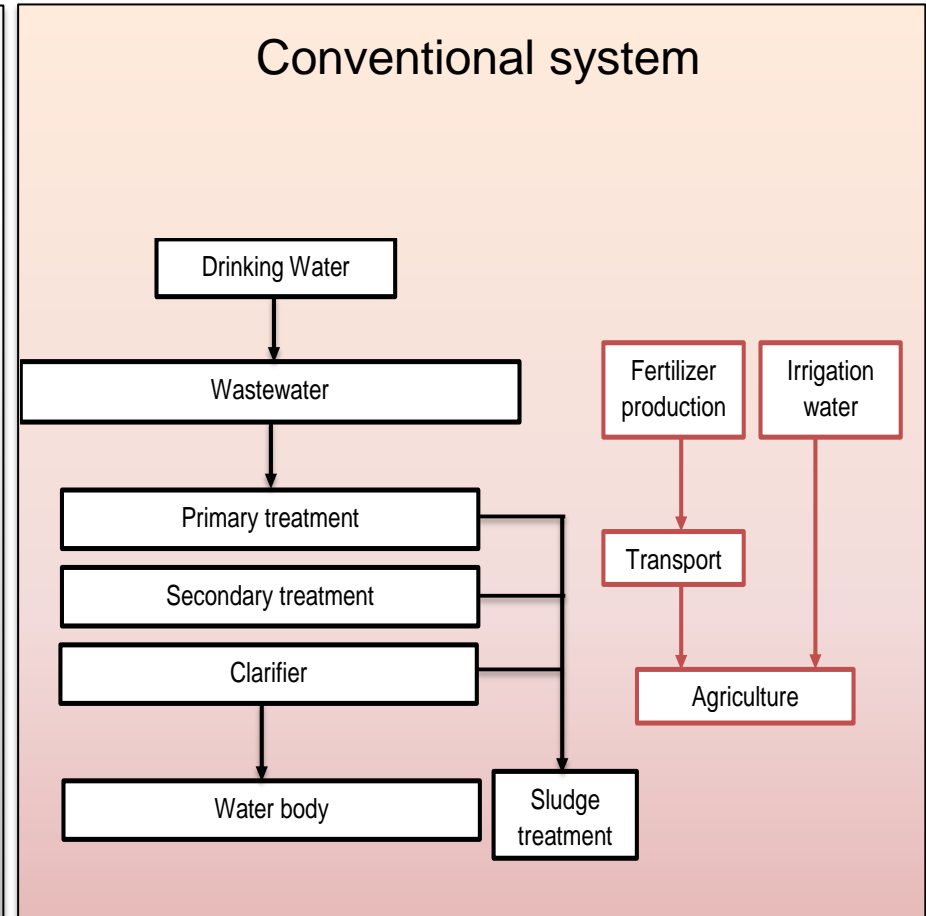 Conventional system
Drinking Water
Wastewater
Fertilizer
production
Irrigation
water
Primary treatment
Transport
Secondary treatment
Clarifier
Agriculture
Water body
Sludge
treatment